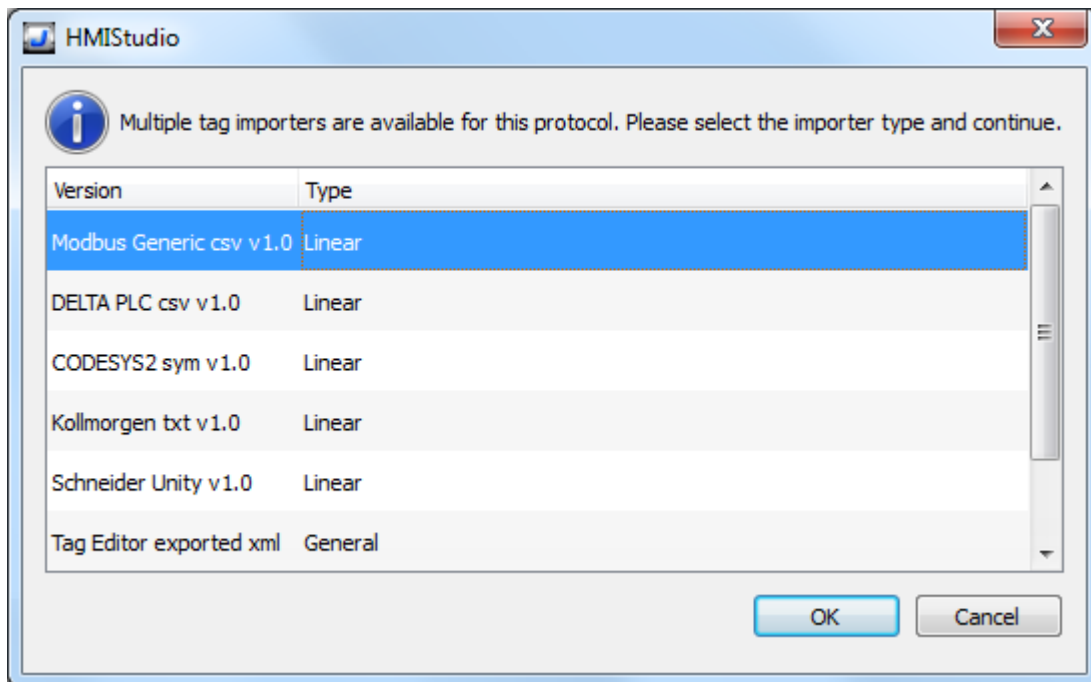 HMIStudio
Multiple tag importers are available for this protocol. Please select the importer type and continue.
Version Type
Modbus Generic csv v1.0 Linear
DELTA PLC csv v1.0 Linear
CODESYS2 sym v1.0 Linear
Kollmorgen txt v1.0 Linear
Schneider Unity v1.0 Linear
Tag Editor exported xml General
OK Cancel